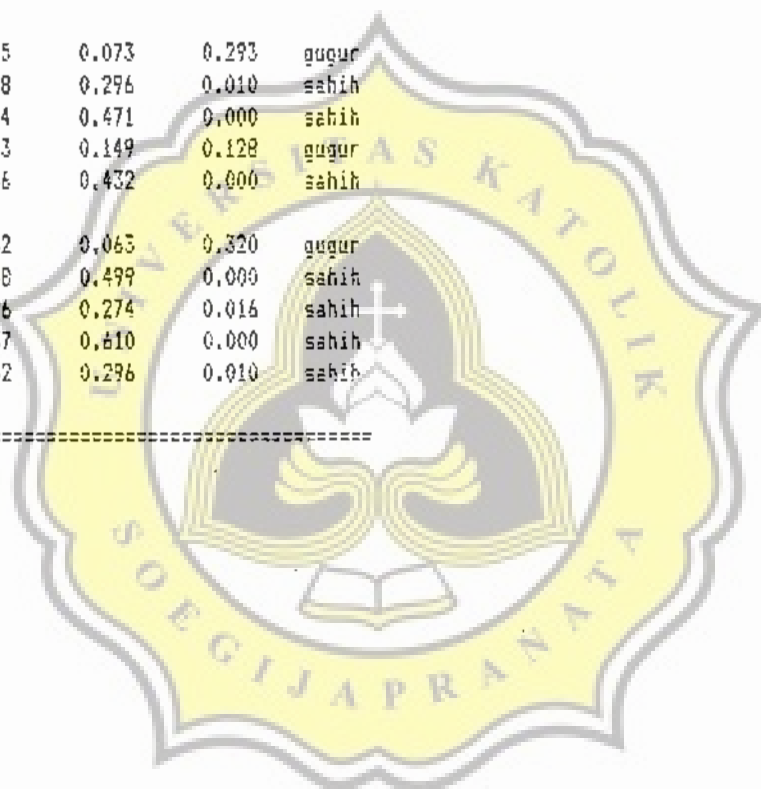 5 0.073 0.293 gugur
8 0.296 0.010 sahih
4 0.471 0.000 sahih
3 0.149 0.128 gugur
6 0.432 0.000 sahih
2 0.063 0.320 gugur
8 0.499 0.000 sahih
6 0.274 0.016 sahih
7 0.610 0.000 sahih
2 0.296 0.010 sahih
=====================================
UNIVERSITAS KATOLIK
SOEGIJAPRANATA